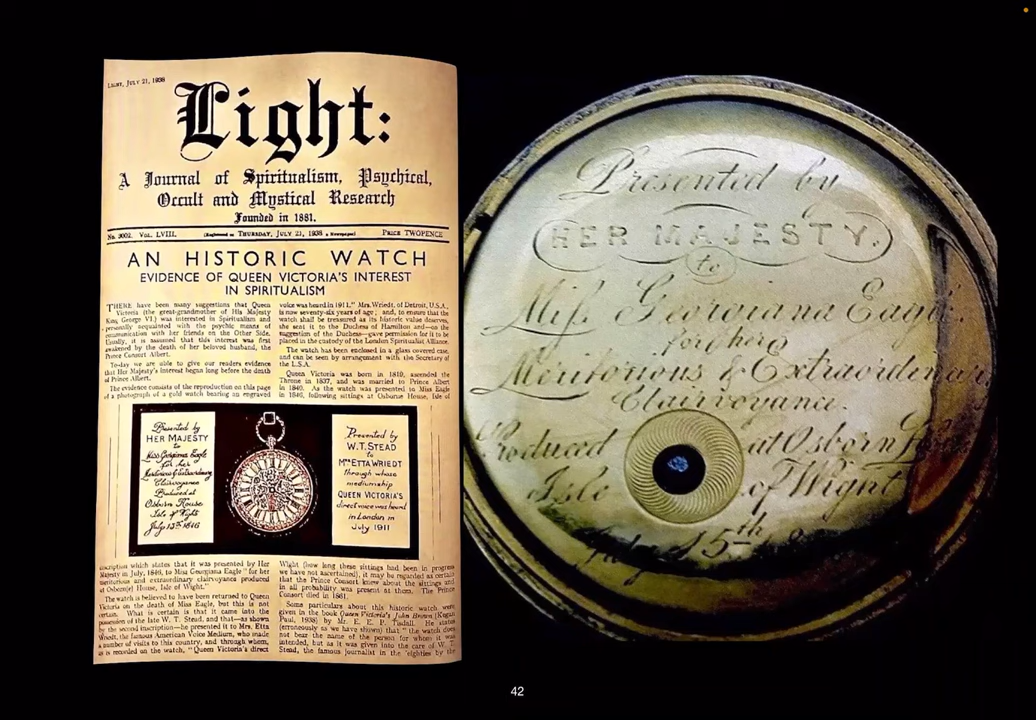 LIGHT, JULY 21, 1938
Light:
A Journal of Spiritualism, Psychical,
Occult and Mystical Research
Founded in 1881.
No. 3002. VOL. LVIII.
(Registered as THURSDAY, JULY 21, 1938 a Newspaper)
PRICE TWOPENCE
AN HISTORIC WATCH
EVIDENCE OF QUEEN VICTORIA'S INTEREST
IN SPIRITUALISM
THERE have been many suggestions that Queen
Victoria (the great-grandmother of His Majesty
King George VI.) was interested in Spiritualism and
personally acquainted with the psychic means of
communication with her friends on the Other Side.
Usually, it is assumed that this interest was first
awakened by the death of her beloved husband, the
Prince Consort Albert.
To-day we are able to give our readers evidence
that Her Majesty's interest began long before the death
of Prince Albert.
The evidence consists of the reproduction on this page
of a photograph of a gold watch bearing an engraved
voice was heard in 1911." Mrs. Wriedt, of Detroit, U.S.A.,
is now seventy-six years of age; and, to ensure that the
watch shall be treasured as its historic value deserves,
she sent it to the Duchess of Hamilton and—on the
suggestion of the Duchess—gave permission for it to be
placed in the custody of the London Spiritualist Alliance.
The watch has been enclosed in a glass covered case,
and can be seen by arrangement with the Secretary of
the L.S.A.
Queen Victoria was born in 1819, ascended the
Throne in 1837, and was married to Prince Albert
in 1840. As the watch was presented to Miss Eagle
in 1846, following sittings at Osborne House, Isle of
Presented by
HER MAJESTY
to
Miss Georgiana Eagle
for her
Meritorious & Extraordinary
Clairvoyance
Produced at
Osborn House
Isle of Wight
July 15th 1846
Presented by
W. T. STEAD
to
Mrs ETTA WRIEDT
through whose
mediumship
QUEEN VICTORIA'S
direct voice was heard
in London in
July 1911
inscription which states that it was presented by Her
Majesty in July, 1846, to Miss Georgiana Eagle "for her
meritorious and extraordinary clairvoyance produced
at Osborn[e] House, Isle of Wight."
The watch is believed to have been returned to Queen
Victoria on the death of Miss Eagle, but this is not
certain. What is certain is that it came into the
possession of the late W. T. Stead, and that—as shown
by the second inscription—he presented it to Mrs. Etta
Wriedt, the famous American Voice Medium, who made
a number of visits to this country, and through whom,
as is recorded on the watch, "Queen Victoria's direct
Wight (how long these sittings had been in progress
we have not ascertained), it may be regarded as certain
that the Prince Consort knew about the sittings and
in all probability was present at them. The Prince
Consort died in 1861.
Some particulars about this historic watch were
given in the book Queen Victoria's John Brown (Kegan
Paul, 1938) by Mr. E. E. P. Tisdall. He states
(erroneously as we have shown) that "the watch does
not bear the name of the person for whom it was
intended, but as it was given into the care of W. T.
Stead, the famous journalist in the 'eighties by the
Presented by
HER MAJESTY.
to
Miss Georgiana Eagle.
for her
Meritorious & Extraordinary
Clairvoyance.
Produced at Osborn
Isle of Wight
July 15th
42